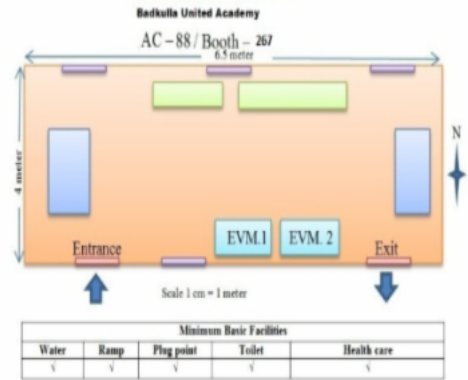 Badkulla United Academy
AC – 88 / Booth – 267
6.5 meter
4 meter
N
EVM.1
EVM. 2
Entrance
Exit
Scale 1 cm = 1 meter
Minimum Basic Facilities
Water Ramp Plug point Toilet Health care
√ √ √ √ √